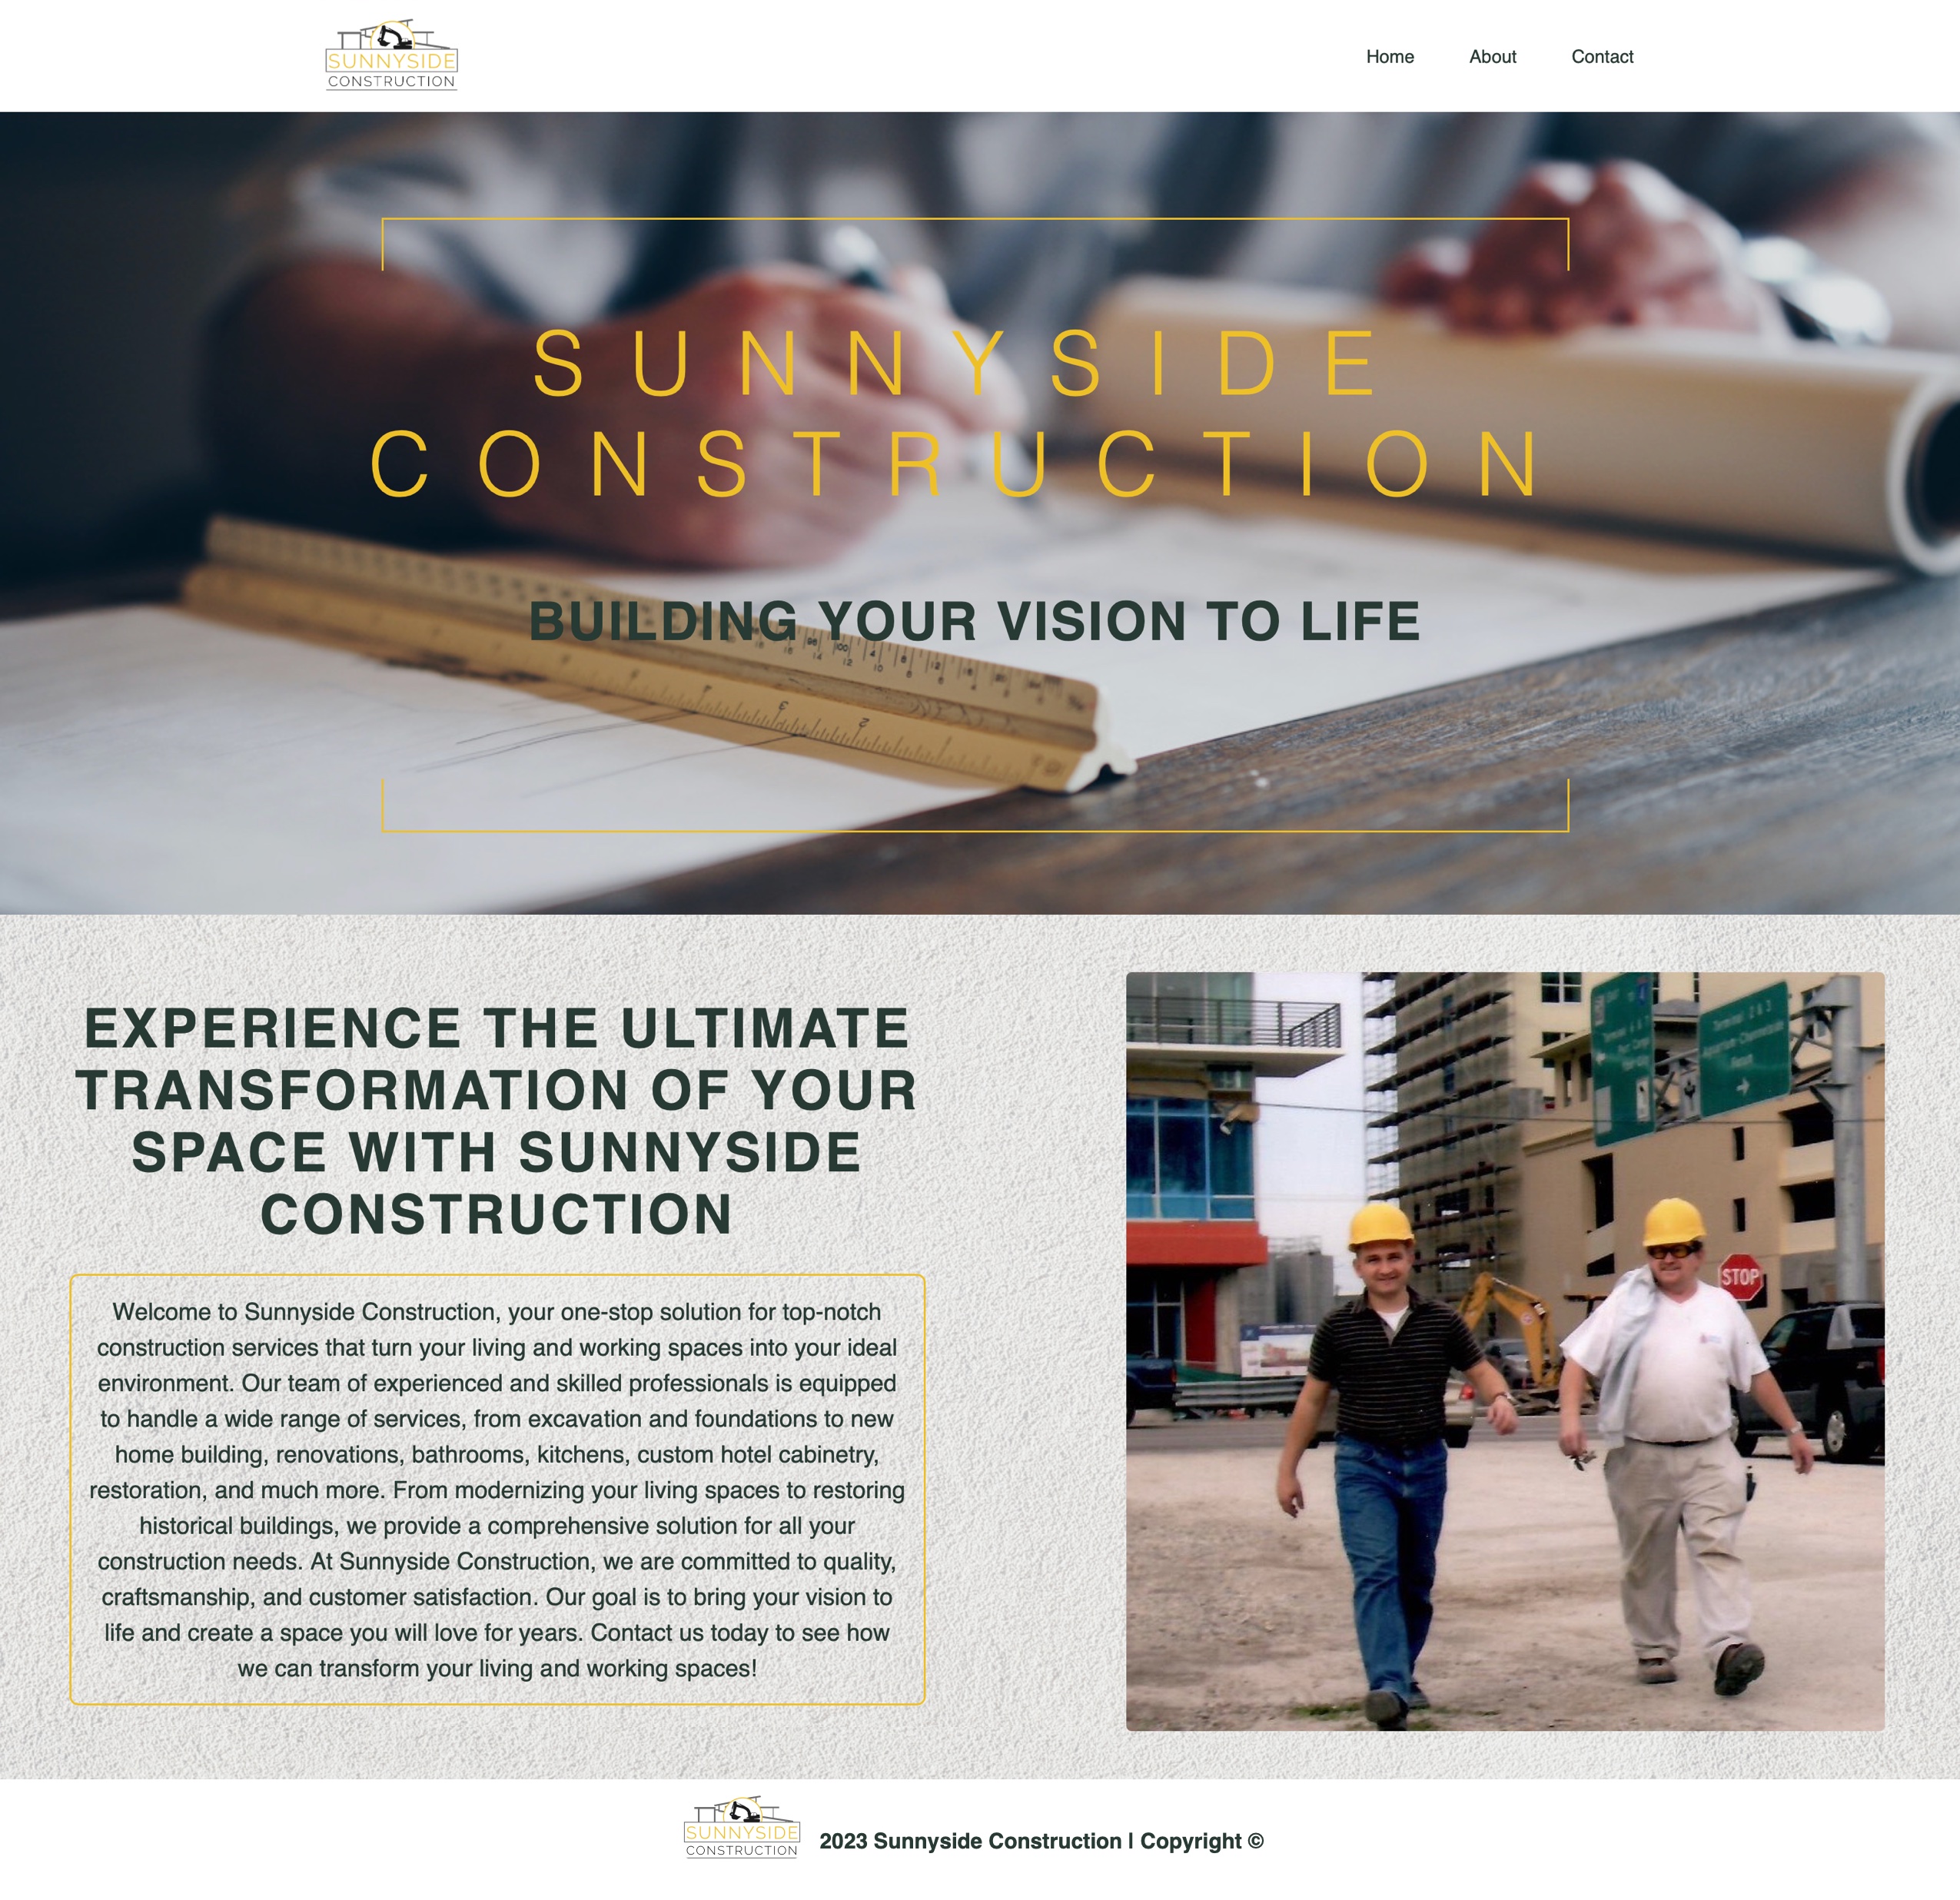 SUNNYSIDE
CONSTRUCTION
Home About Contact
SUNNYSIDE
CONSTRUCTION
BUILDING YOUR VISION TO LIFE
EXPERIENCE THE ULTIMATE
TRANSFORMATION OF YOUR
SPACE WITH SUNNYSIDE
CONSTRUCTION
Welcome to Sunnyside Construction, your one-stop solution for top-notch
construction services that turn your living and working spaces into your ideal
environment. Our team of experienced and skilled professionals is equipped
to handle a wide range of services, from excavation and foundations to new
home building, renovations, bathrooms, kitchens, custom hotel cabinetry,
restoration, and much more. From modernizing your living spaces to restoring
historical buildings, we provide a comprehensive solution for all your
construction needs. At Sunnyside Construction, we are committed to quality,
craftsmanship, and customer satisfaction. Our goal is to bring your vision to
life and create a space you will love for years. Contact us today to see how
we can transform your living and working spaces!
STOP
SUNNYSIDE
CONSTRUCTION
2023 Sunnyside Construction | Copyright ©